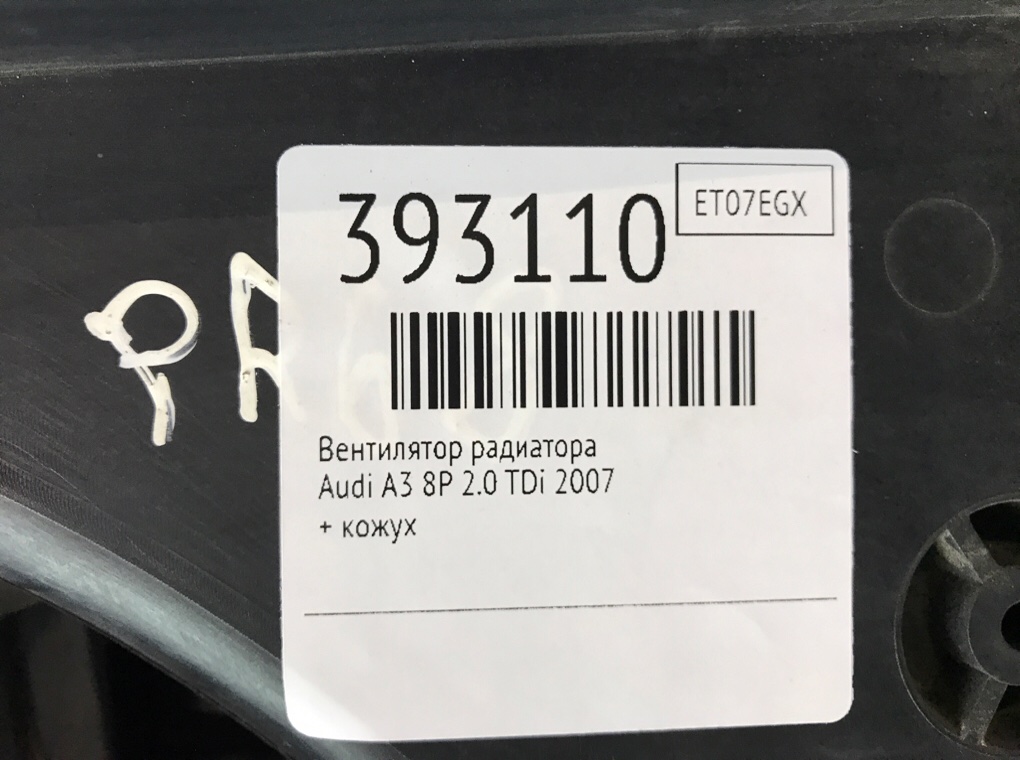 393110
ET07EGX
Вентилятор радиатора
Audi A3 8P 2.0 TDi 2007
+ кожух